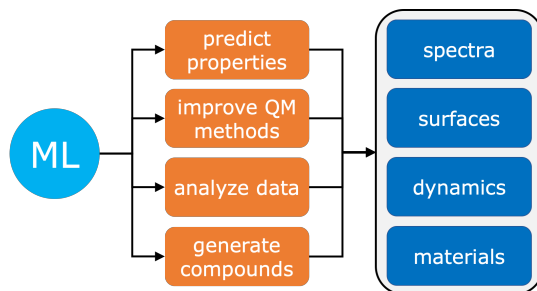 ML
predict
properties
improve QM
methods
analyze data
generate
compounds
spectra
surfaces
dynamics
materials